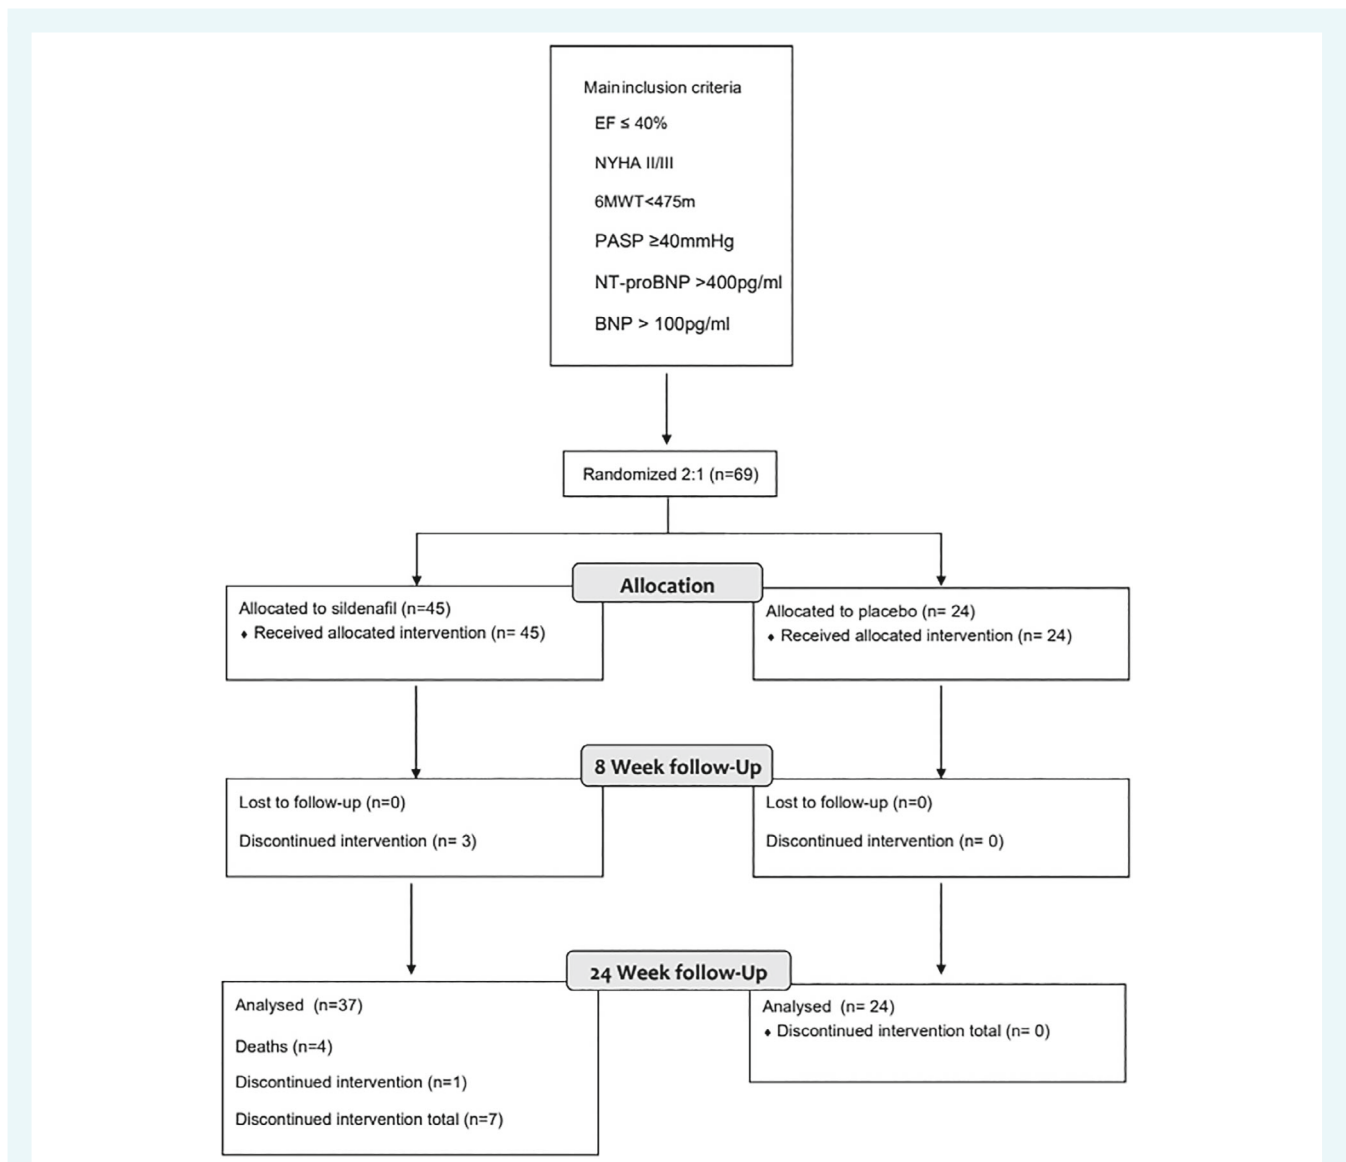 Main inclusion criteria
EF ≤ 40%
NYHA II/III
6MWT<475m
PASP ≥40mmHg
NT-proBNP >400pg/ml
BNP > 100pg/ml
Randomized 2:1 (n=69)
Allocation
Allocated to sildenafil (n=45)
♦ Received allocated intervention (n= 45)
Allocated to placebo (n= 24)
♦ Received allocated intervention (n= 24)
8 Week follow-Up
Lost to follow-up (n=0)
Discontinued intervention (n= 3)
Lost to follow-up (n=0)
Discontinued intervention (n= 0)
24 Week follow-Up
Analysed (n=37)
Deaths (n=4)
Discontinued intervention (n=1)
Discontinued intervention total (n=7)
Analysed (n= 24)
♦ Discontinued intervention total (n= 0)